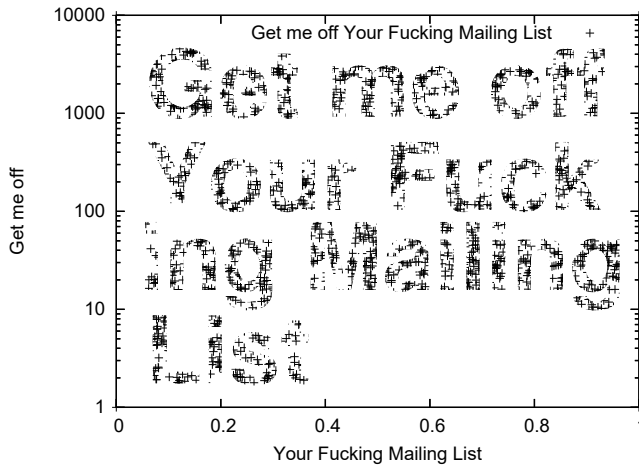 10000
1000
100
10
1
Get me off
Get me off Your Fucking Mailing List
Get me off
Your Fuck
ing Mailing
List
0 0.2 0.4 0.6 0.8 1
Your Fucking Mailing List